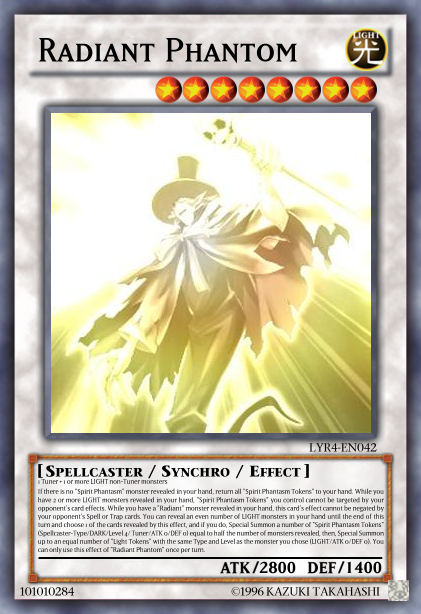 RADIANT PHANTOM
LIGHT
光
LYR4-EN042
[ SPELLCASTER / SYNCHRO / EFFECT ]
1 Tuner + 1 or more LIGHT non-Tuner monsters
If there is no "Spirit Phantasm" monster revealed in your hand, return all "Spirit Phantasm Tokens" to your hand. While you
have 2 or more LIGHT monsters revealed in your hand, "Spirit Phantasm Tokens" you control cannot be targeted by your
opponent's card effects. While you have a "Radiant" monster revealed in your hand, this card's effect cannot be negated by
your opponent's Spell or Trap cards. You can reveal an even number of LIGHT monsters in your hand until the end of this
turn and choose 1 of the cards revealed by this effect, and if you do, Special Summon a number of "Spirit Phantasm Tokens"
(Spellcaster-Type/DARK/Level 4/ Tuner/ATK 0/DEF 0) equal to half the number of monsters revealed, then, Special Summon
up to an equal number of "Light Tokens" with the same Type and Level as the monster you chose (LIGHT/ATK 0/DEF 0). You
can only use this effect of "Radiant Phantom" once per turn.
ATK/2800 DEF/1400
101010284
©1996 KAZUKI TAKAHASHI